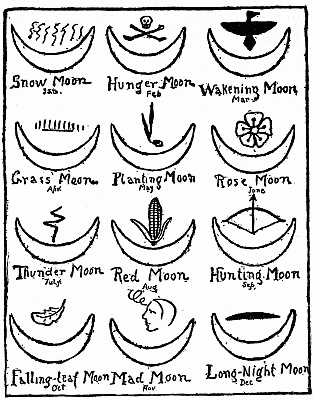 Snow Moon
Jan.
Hunger Moon
Feb
Wakening Moon
Mar
Grass Moon
Apr.
Planting Moon
May
Rose Moon
June
Thunder Moon
July
Red Moon
Aug
Hunting Moon
Sep.
Falling-leaf Moon
Oct.
Mad Moon
Nov.
Long-Night Moon
Dec